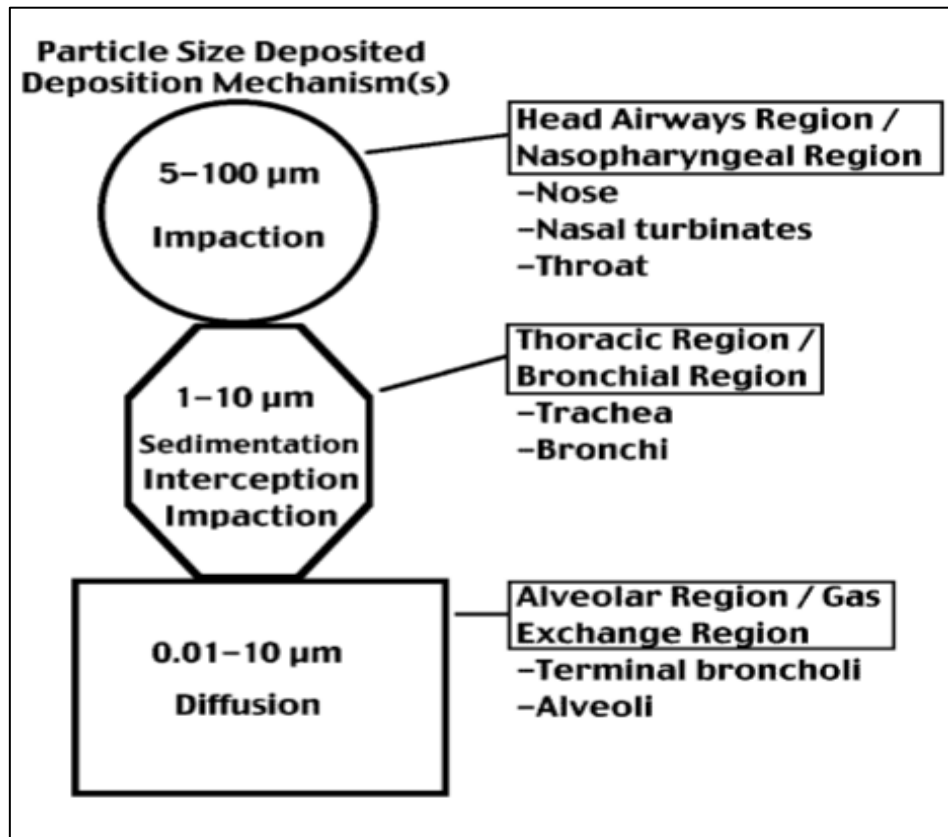 Particle Size Deposited
Deposition Mechanism(s)
5–100 µm
Impaction
Head Airways Region /
Nasopharyngeal Region
–Nose
–Nasal turbinates
–Throat
1–10 µm
Sedimentation
Interception
Impaction
Thoracic Region /
Bronchial Region
–Trachea
–Bronchi
0.01–10 µm
Diffusion
Alveolar Region / Gas
Exchange Region
–Terminal broncholi
–Alveoli